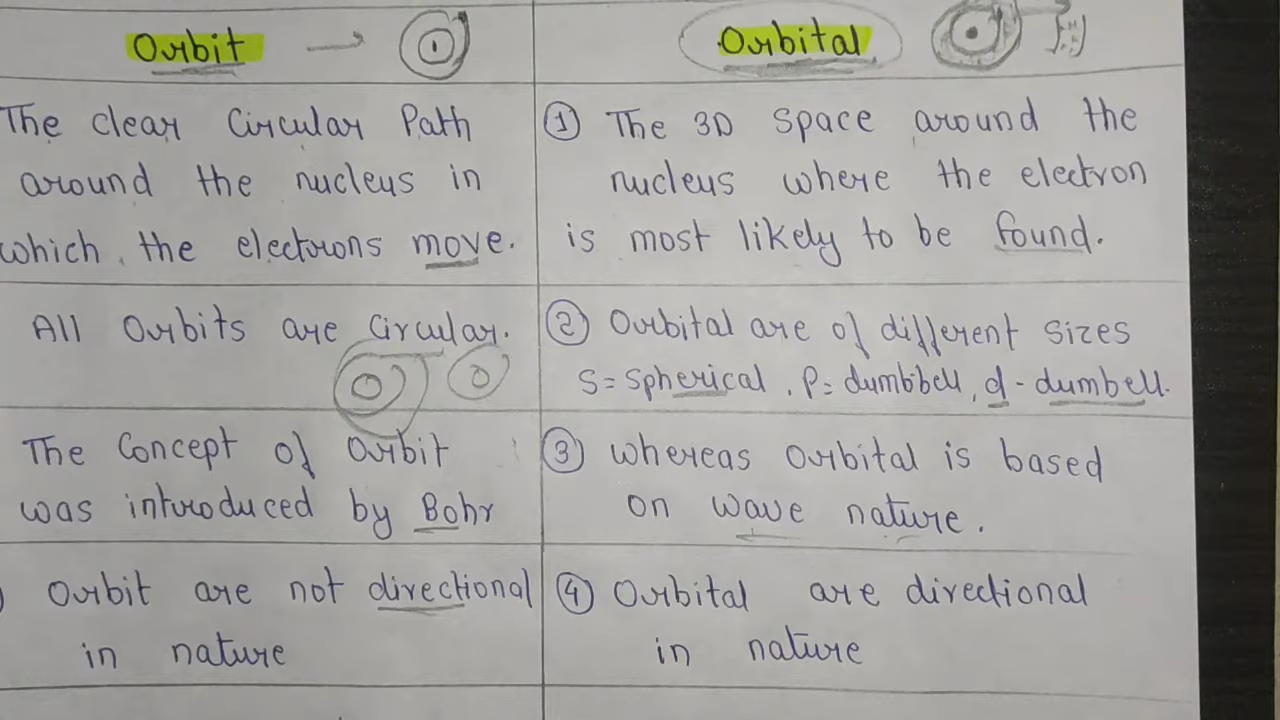 Orbit
Orbital
The clear Circular Path
around the nucleus in
which the electrons move.
① The 3D space around the
nucleus where the electron
is most likely to be found.
All Orbits are Circular.
② Orbital are of different sizes
S=spherical, P=dumbbell, d-dumbell.
The Concept of Orbit
was introduced by Bohr
③ whereas Orbital is based
on wave nature.
Orbit are not directional
in nature
④ Orbital are directional
in nature